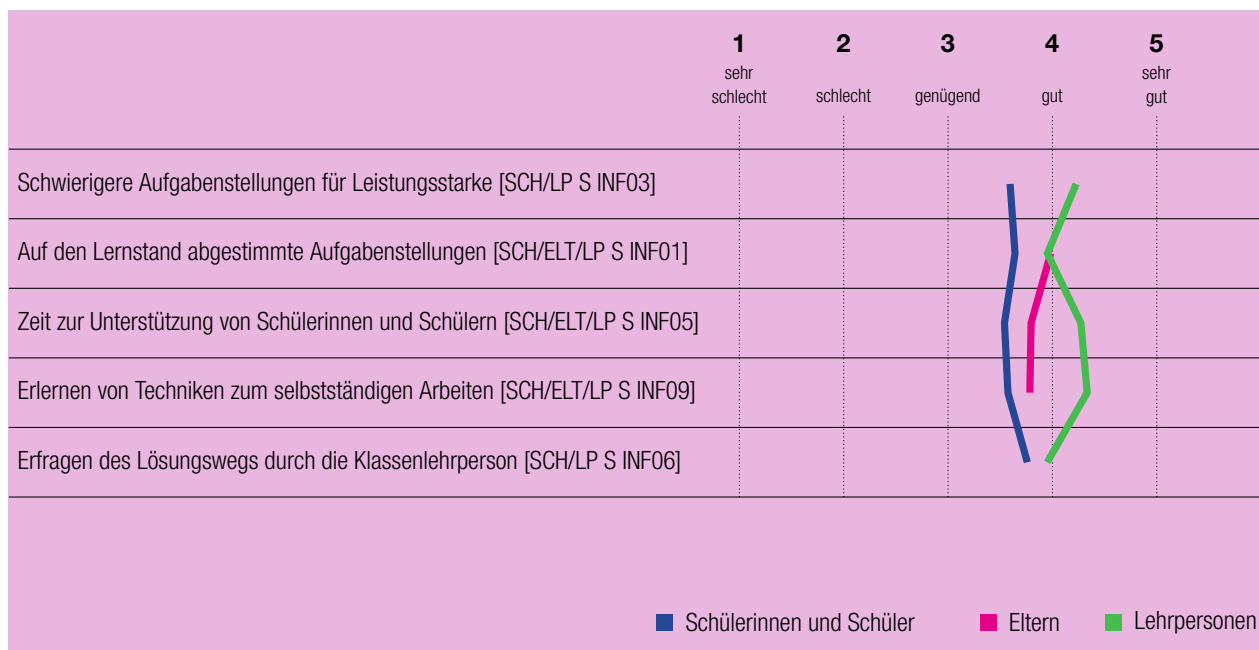 1 2 3 4 5
sehr sehr
schlecht schlecht genügend gut gut
Schwierigere Aufgabenstellungen für Leistungsstarke [SCH/LP S INF03]
Auf den Lernstand abgestimmte Aufgabenstellungen [SCH/ELT/LP S INF01]
Zeit zur Unterstützung von Schülerinnen und Schülern [SCH/ELT/LP S INF05]
Erlernen von Techniken zum selbstständigen Arbeiten [SCH/ELT/LP S INF09]
Erfragen des Lösungswegs durch die Klassenlehrperson [SCH/LP S INF06]
Schülerinnen und Schüler Eltern Lehrpersonen